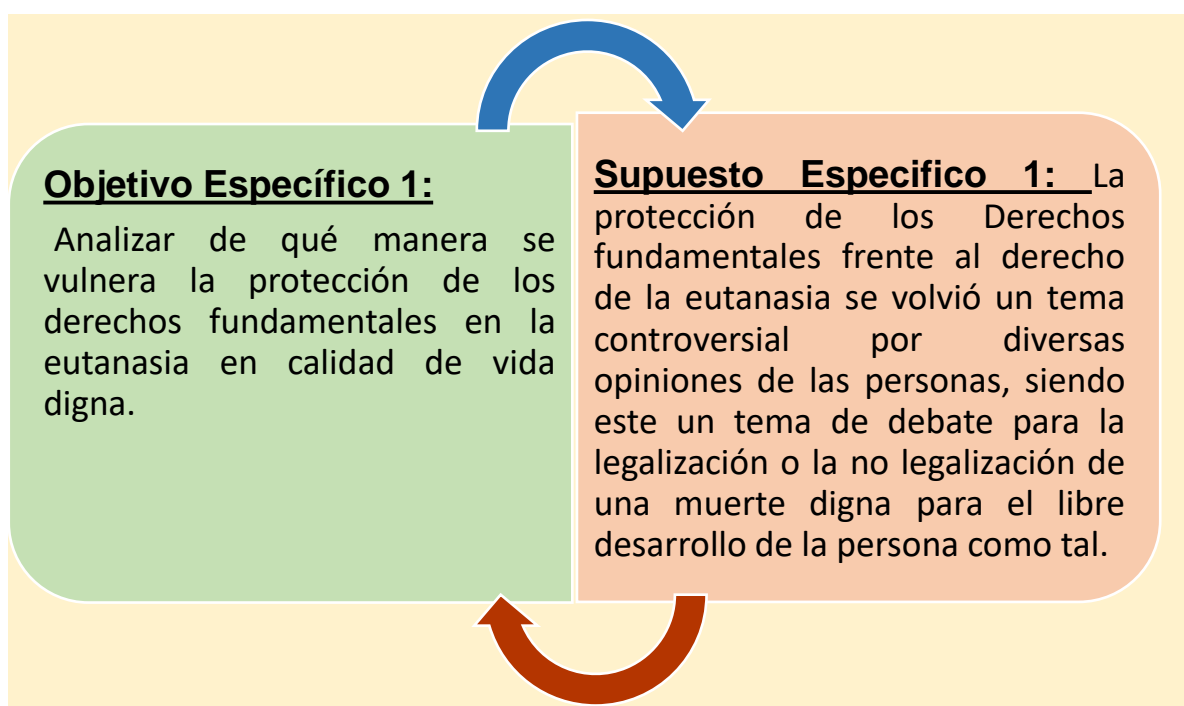 Objetivo Específico 1:
Analizar de qué manera se
vulnera la protección de los
derechos fundamentales en la
eutanasia en calidad de vida
digna.
Supuesto Especifico 1: La
protección de los Derechos
fundamentales frente al derecho
de la eutanasia se volvió un tema
controversial por diversas
opiniones de las personas, siendo
este un tema de debate para la
legalización o la no legalización de
una muerte digna para el libre
desarrollo de la persona como tal.